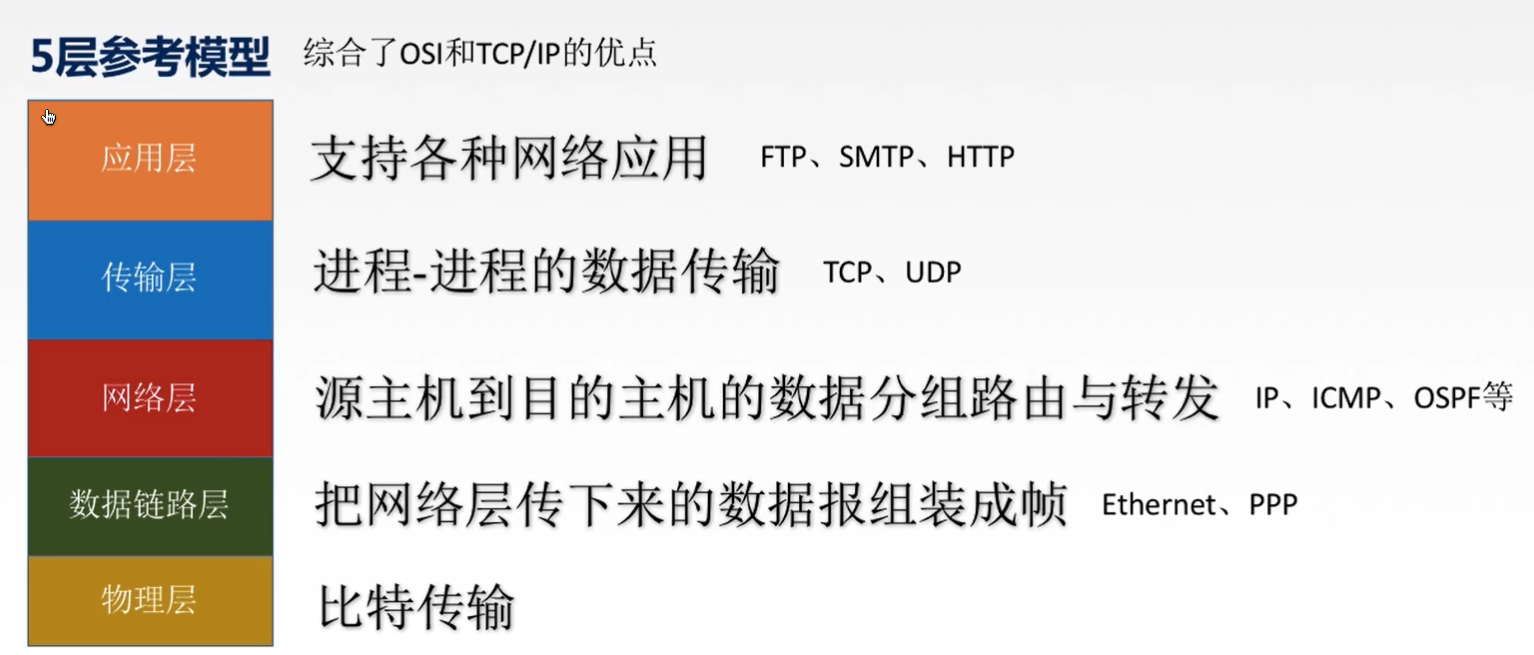 5层参考模型 综合了OSI和TCP/IP的优点
应用层 支持各种网络应用 FTP、SMTP、HTTP
传输层 进程-进程的数据传输 TCP、UDP
网络层 源主机到目的主机的数据分组路由与转发 IP、ICMP、OSPF等
数据链路层 把网络层传下来的数据报组装成帧 Ethernet、PPP
物理层 比特传输